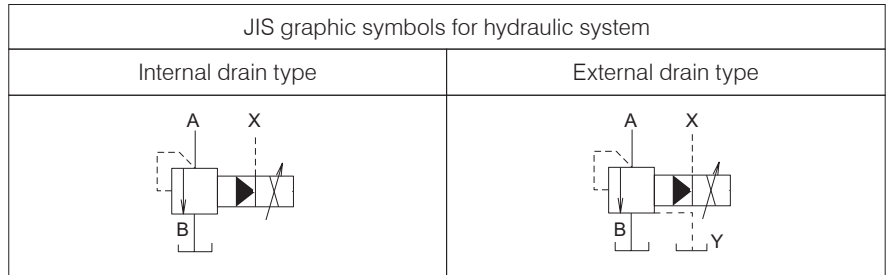 JIS graphic symbols for hydraulic system
Internal drain type
External drain type
A X
B
A X
B Y